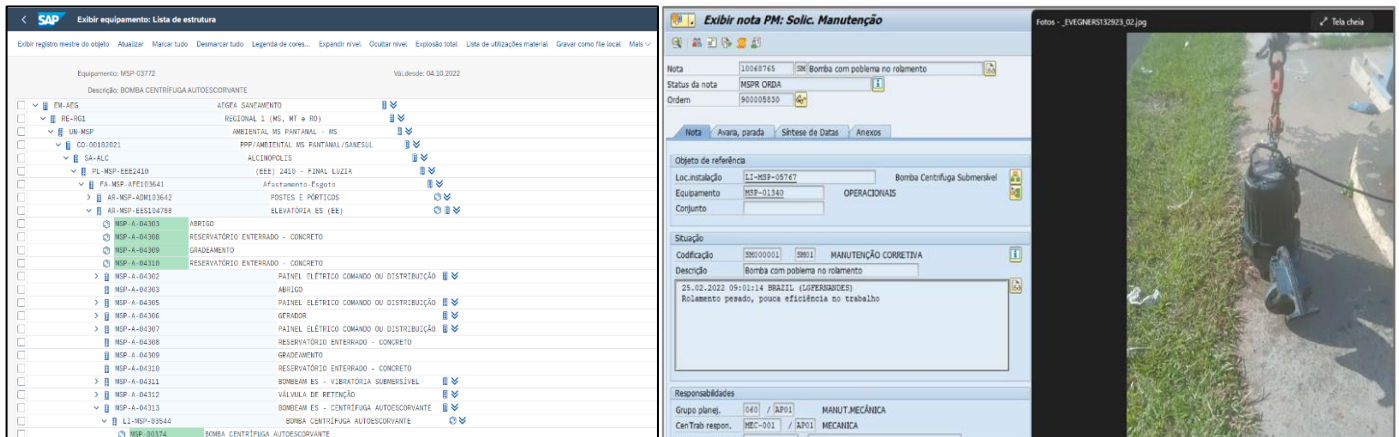 SAP Exibir equipamento: Lista de estrutura
Exibir registro mestre do objeto Atualizar Marcar tudo Desmarcar tudo Legenda de cores... Expandir nível Ocultar nível Explosão total Lista de utilizações material Gravar como file local Mais
Equipamento: MSP-03772 Vál.desde: 04.10.2022
Descrição: BOMBA CENTRÍFUGA AUTOESCORVANTE
EM-AEG AEGEA SANEAMENTO
RE-RG1 REGIONAL 1 (MS, MT e RO)
UN-MSP AMBIENTAL MS PANTANAL - MS
CO-00182021 PPP/AMBIENTAL MS PANTANAL/SANESUL
SA-ALC ALCINOPOLIS
PL-MSP-EEE2410 (EEE) 2410 - FINAL LUZIA
FA-MSP-AFE103641 Afastamento-Esgoto
AR-MSP-ADM103642 POSTES E PÓRTICOS
AR-MSP-EES104788 ELEVATÓRIA ES (EE)
MSP-A-04303 ABRIGO
MSP-A-04308 RESERVATÓRIO ENTERRADO - CONCRETO
MSP-A-04309 GRADEAMENTO
MSP-A-04310 RESERVATÓRIO ENTERRADO - CONCRETO
MSP-A-04302 PAINEL ELÉTRICO COMANDO OU DISTRIBUIÇÃO
MSP-A-04303 ABRIGO
MSP-A-04305 PAINEL ELÉTRICO COMANDO OU DISTRIBUIÇÃO
MSP-A-04306 GERADOR
MSP-A-04307 PAINEL ELÉTRICO COMANDO OU DISTRIBUIÇÃO
MSP-A-04308 RESERVATÓRIO ENTERRADO - CONCRETO
MSP-A-04309 GRADEAMENTO
MSP-A-04310 RESERVATÓRIO ENTERRADO - CONCRETO
MSP-A-04311 BOMBEAM ES - VIBRATÓRIA SUBMERSÍVEL
MSP-A-04312 VÁLVULA DE RETENÇÃO
MSP-A-04313 BOMBEAM ES - CENTRÍFUGA AUTOESCORVANTE
LI-MSP-03544 BOMBA CENTRÍFUGA AUTOESCORVANTE
MSP-00374 BOMBA CENTRÍFUGA AUTOESCORVANTE
Exibir nota PM: Solic. Manutenção
Nota 10068765 SM Bomba com poblema no rolamento
Status da nota MSPR ORDA
Ordem 900005830
Nota Avaria, parada Síntese de Datas Anexos
Objeto de referência
Loc.instalação LI-MSP-05767 Bomba Centrífuga Submersível
Equipamento MSP-01340 OPERACIONAIS
Conjunto
Situação
Codificação SM000001 SM01 MANUTENÇÃO CORRETIVA
Descrição Bomba com poblema no rolamento
25.02.2022 09:01:14 BRAZIL (LGFERNANDES)
Rolamento pesado, pouca eficiência no trabalho
Responsabilidades
Grupo planej. 060 / AP01 MANUT.MECÂNICA
CenTrab respon. MEC-001 / AP01 MECANICA
Fotos - _EVEGNERS132923_02.jpg Tela cheia